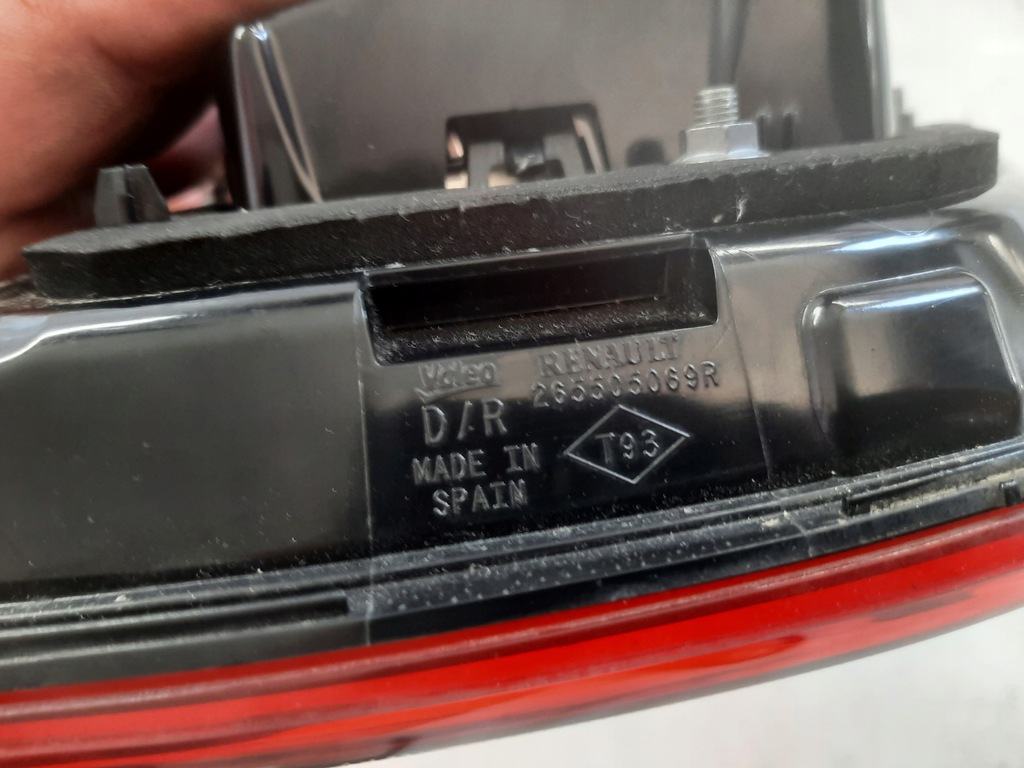 Valeo RENAULT
265505069R
D/R
T93
MADE IN
SPAIN